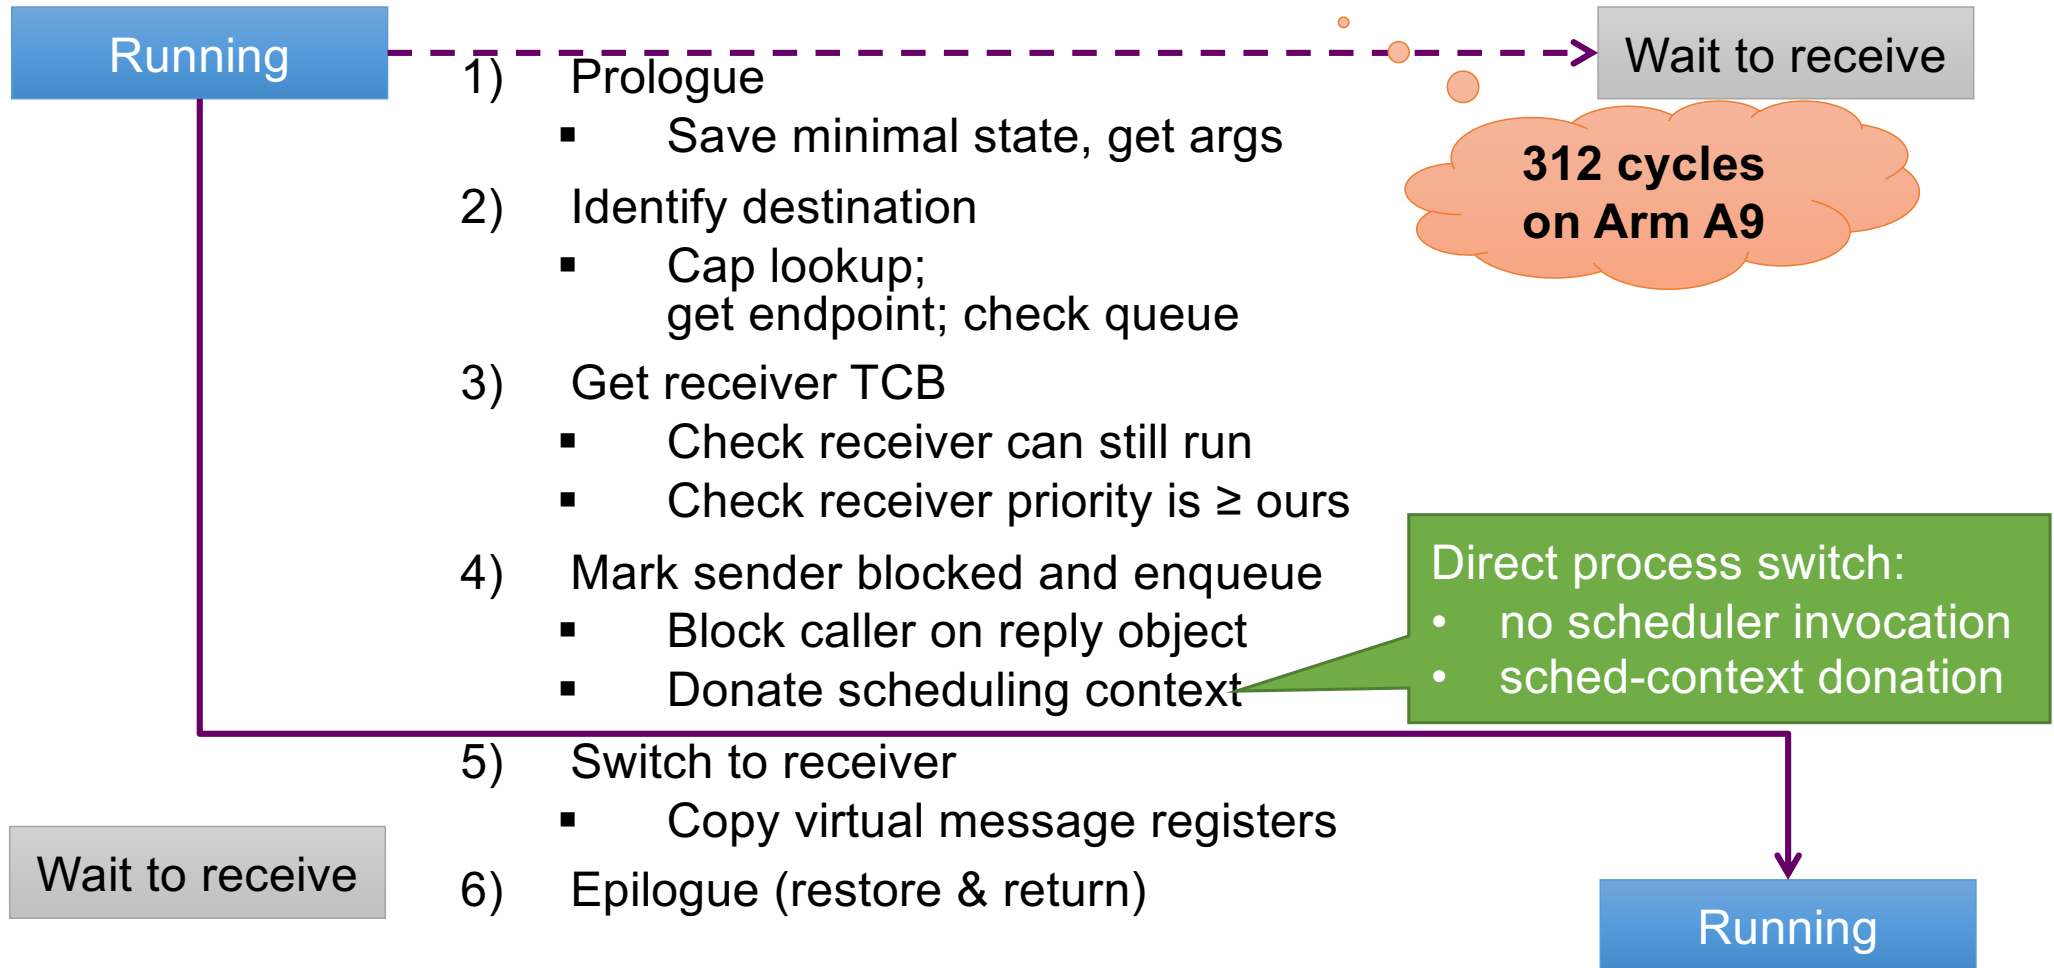 Running
Wait to receive
1) Prologue
▪ Save minimal state, get args
2) Identify destination
▪ Cap lookup;
get endpoint; check queue
3) Get receiver TCB
▪ Check receiver can still run
▪ Check receiver priority is ≥ ours
4) Mark sender blocked and enqueue
▪ Block caller on reply object
▪ Donate scheduling context
5) Switch to receiver
▪ Copy virtual message registers
6) Epilogue (restore & return)
312 cycles
on Arm A9
Direct process switch:
• no scheduler invocation
• sched-context donation
Wait to receive
Running